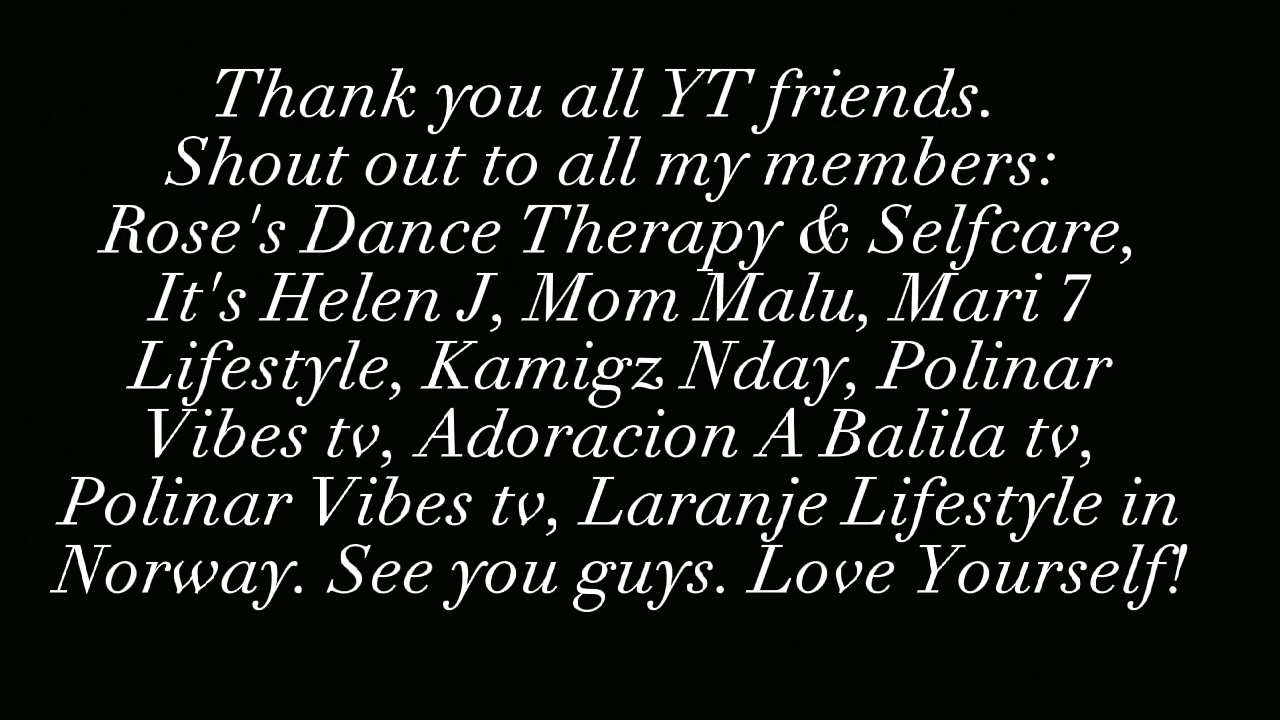 Thank you all YT friends.
Shout out to all my members:
Rose's Dance Therapy & Selfcare,
It's Helen J, Mom Malu, Mari 7
Lifestyle, Kamigz Nday, Polinar
Vibes tv, Adoracion A Balila tv,
Polinar Vibes tv, Laranje Lifestyle in
Norway. See you guys. Love Yourself!